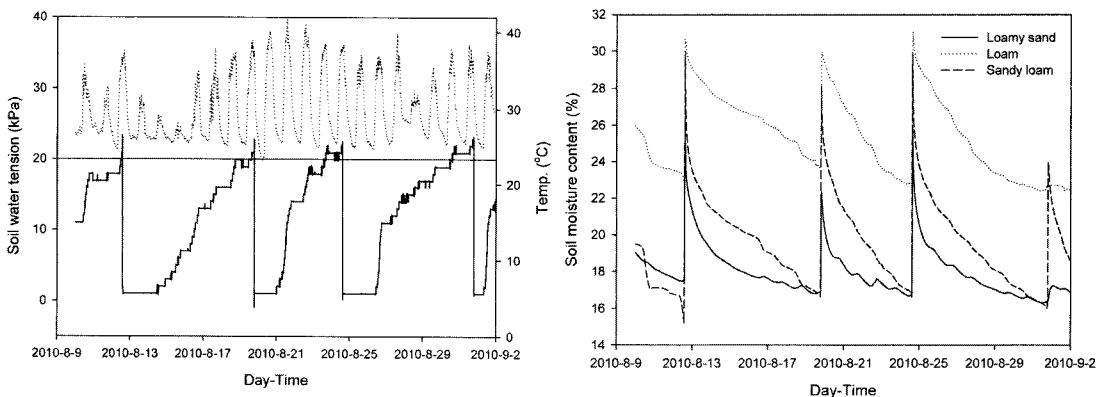 40
30
20
10
0
Soil water tension (kPa)
40
30
20
10
0
Temp. (°C)
2010-8-9 2010-8-13 2010-8-17 2010-8-21 2010-8-25 2010-8-29 2010-9-2
Day-Time
32
30
28
26
24
22
20
18
16
14
Soil moisture content (%)
Loamy sand
Loam
Sandy loam
2010-8-9 2010-8-13 2010-8-17 2010-8-21 2010-8-25 2010-8-29 2010-9-2
Day-Time